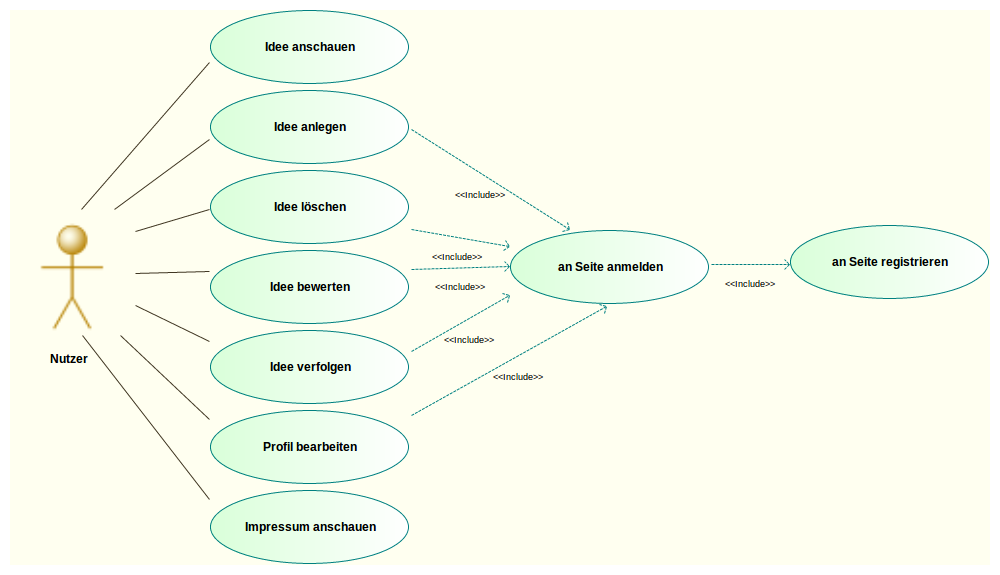 Idee anschauen
Idee anlegen
<<Include>>
Idee löschen
<<Include>>
an Seite anmelden
an Seite registrieren
Idee bewerten
<<Include>>
<<Include>>
Nutzer
<<Include>>
Idee verfolgen
<<Include>>
Profil bearbeiten
Impressum anschauen